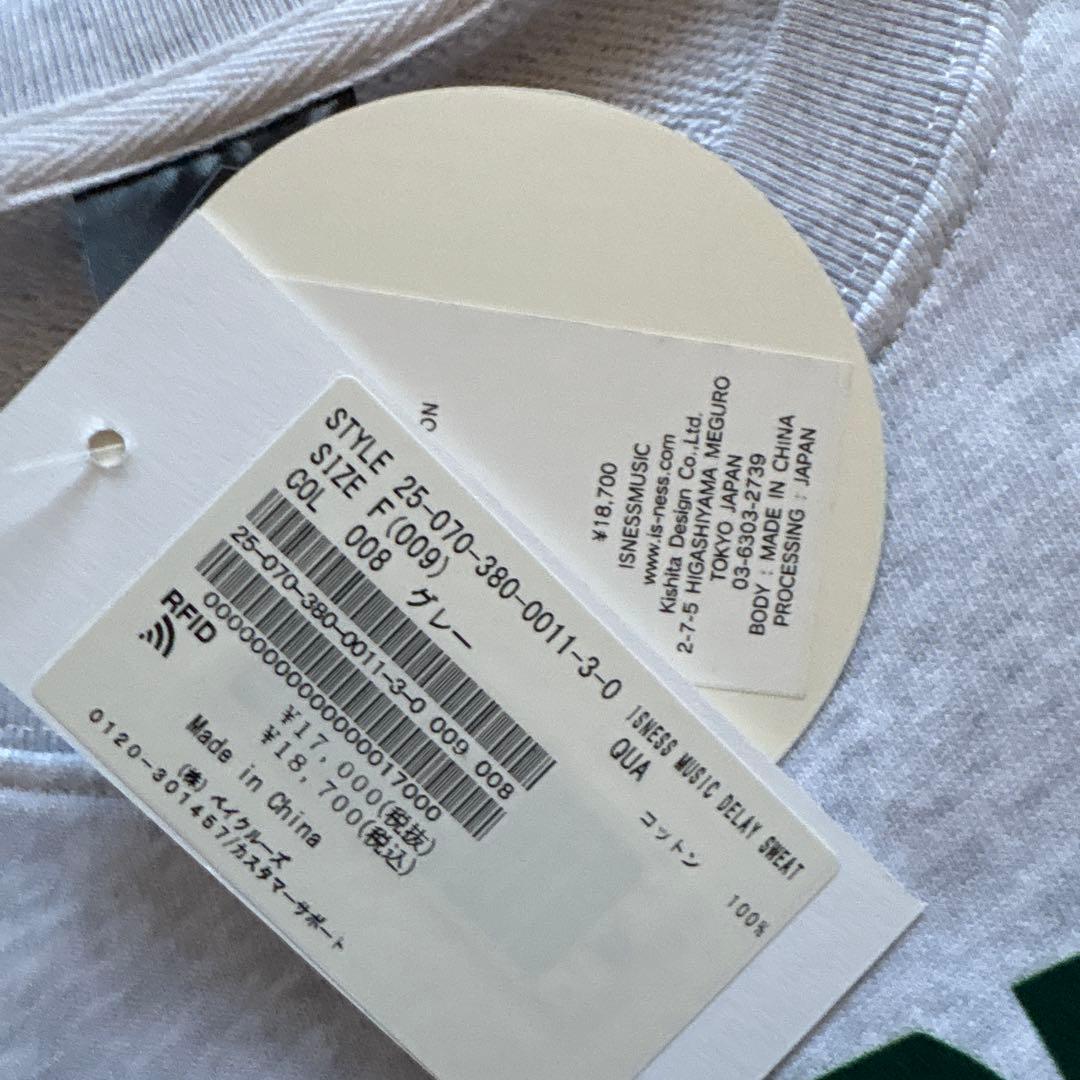 STYLE 25-070-380-0011-3-0 ISNESS MUSIC DELAY SWEAT
SIZE F(009) QUA
COL 008 グレー コットン 100%
25-070-380-0011-3-0 009 008
RFID
000000000000000017000
¥17,000(税抜)
¥18,700(税込)
Made in China
(株) ベイクルーズ
0120-301457/カスタマーサポート
¥18,700
ISNESSMUSIC
www.is-ness.com
Kishita Design Co.,Ltd.
2-7-5 HIGASHIYAMA MEGURO
TOKYO JAPAN
03-6303-2739
BODY : MADE IN CHINA
PROCESSING : JAPAN